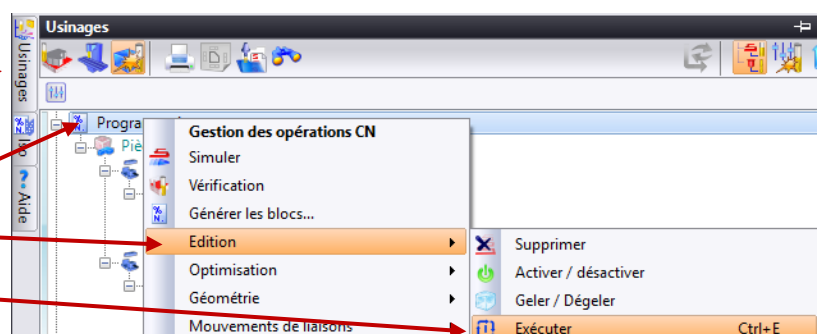 Usinages
Usinages
Iso
Aide
Progra
Piè
Gestion des opérations CN
Simuler
Vérification
Générer les blocs...
Edition
Optimisation
Géométrie
Mouvements de liaisons
Supprimer
Activer / désactiver
Geler / Dégeler
Exécuter Ctrl+E